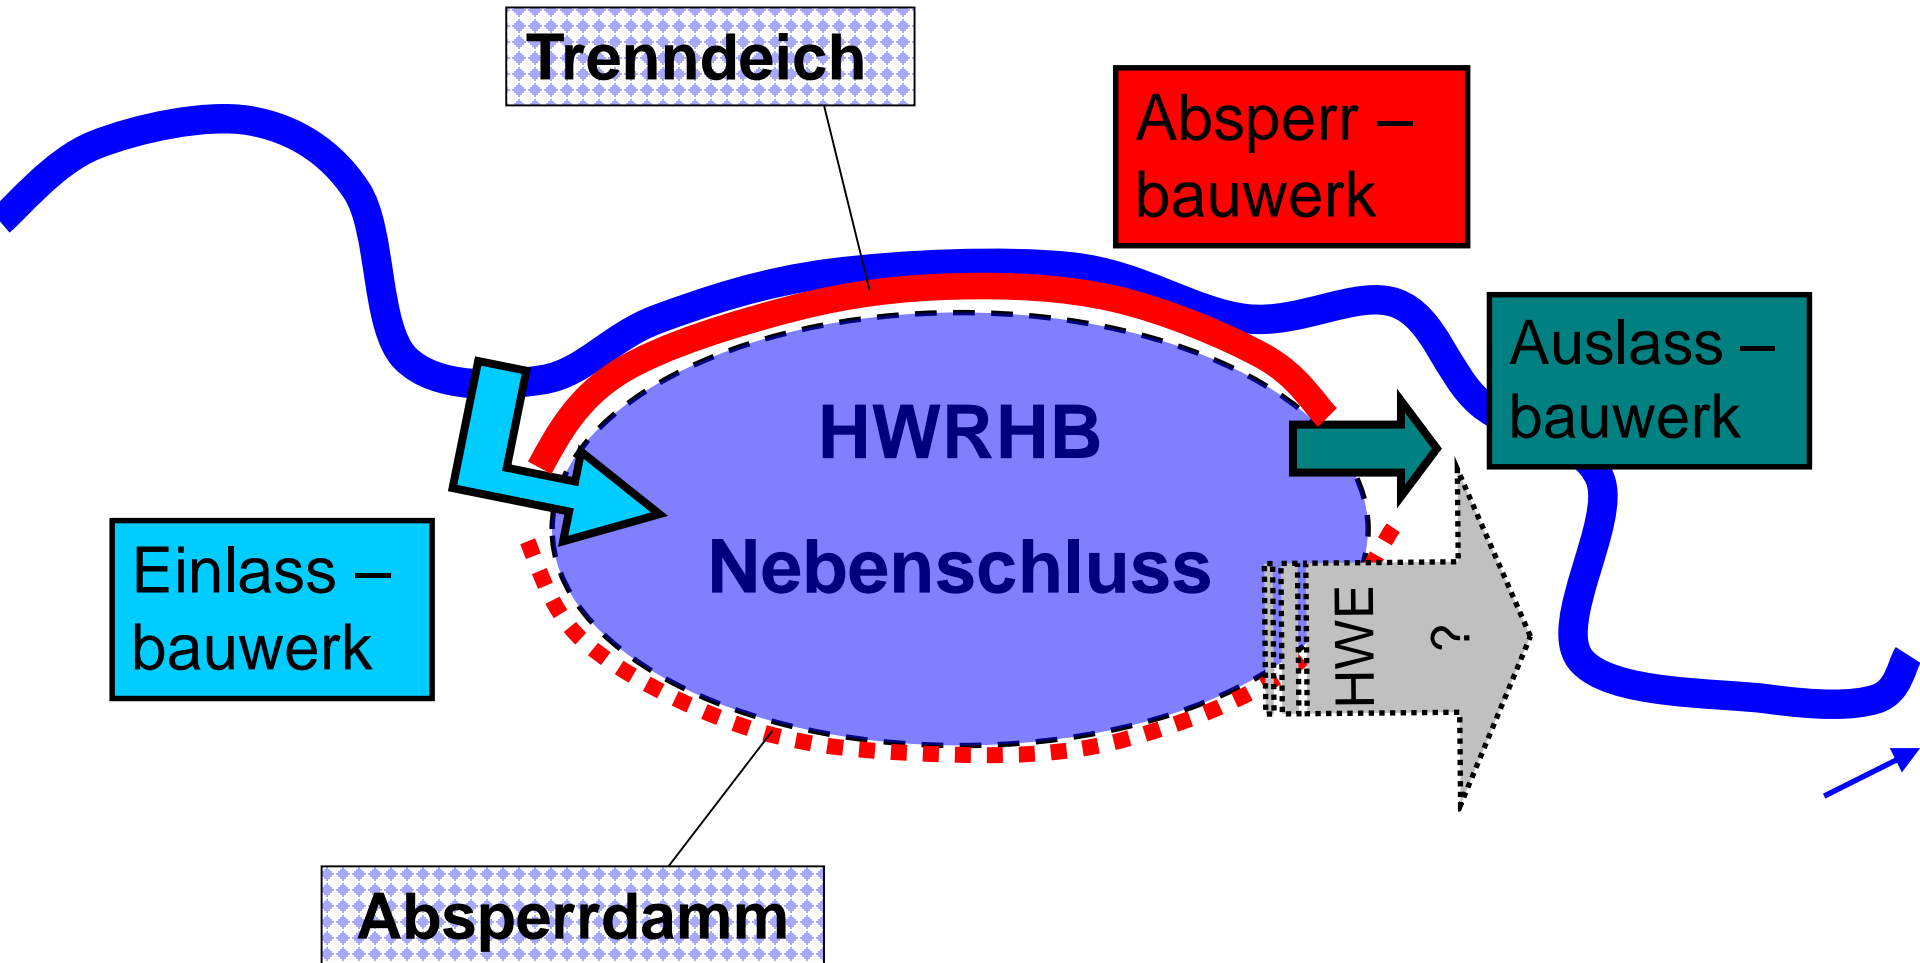 Trenndeich
Absperr –
bauwerk
Auslass –
bauwerk
HWRHB
Nebenschluss
Einlass –
bauwerk
HWE
?
Absperrdamm